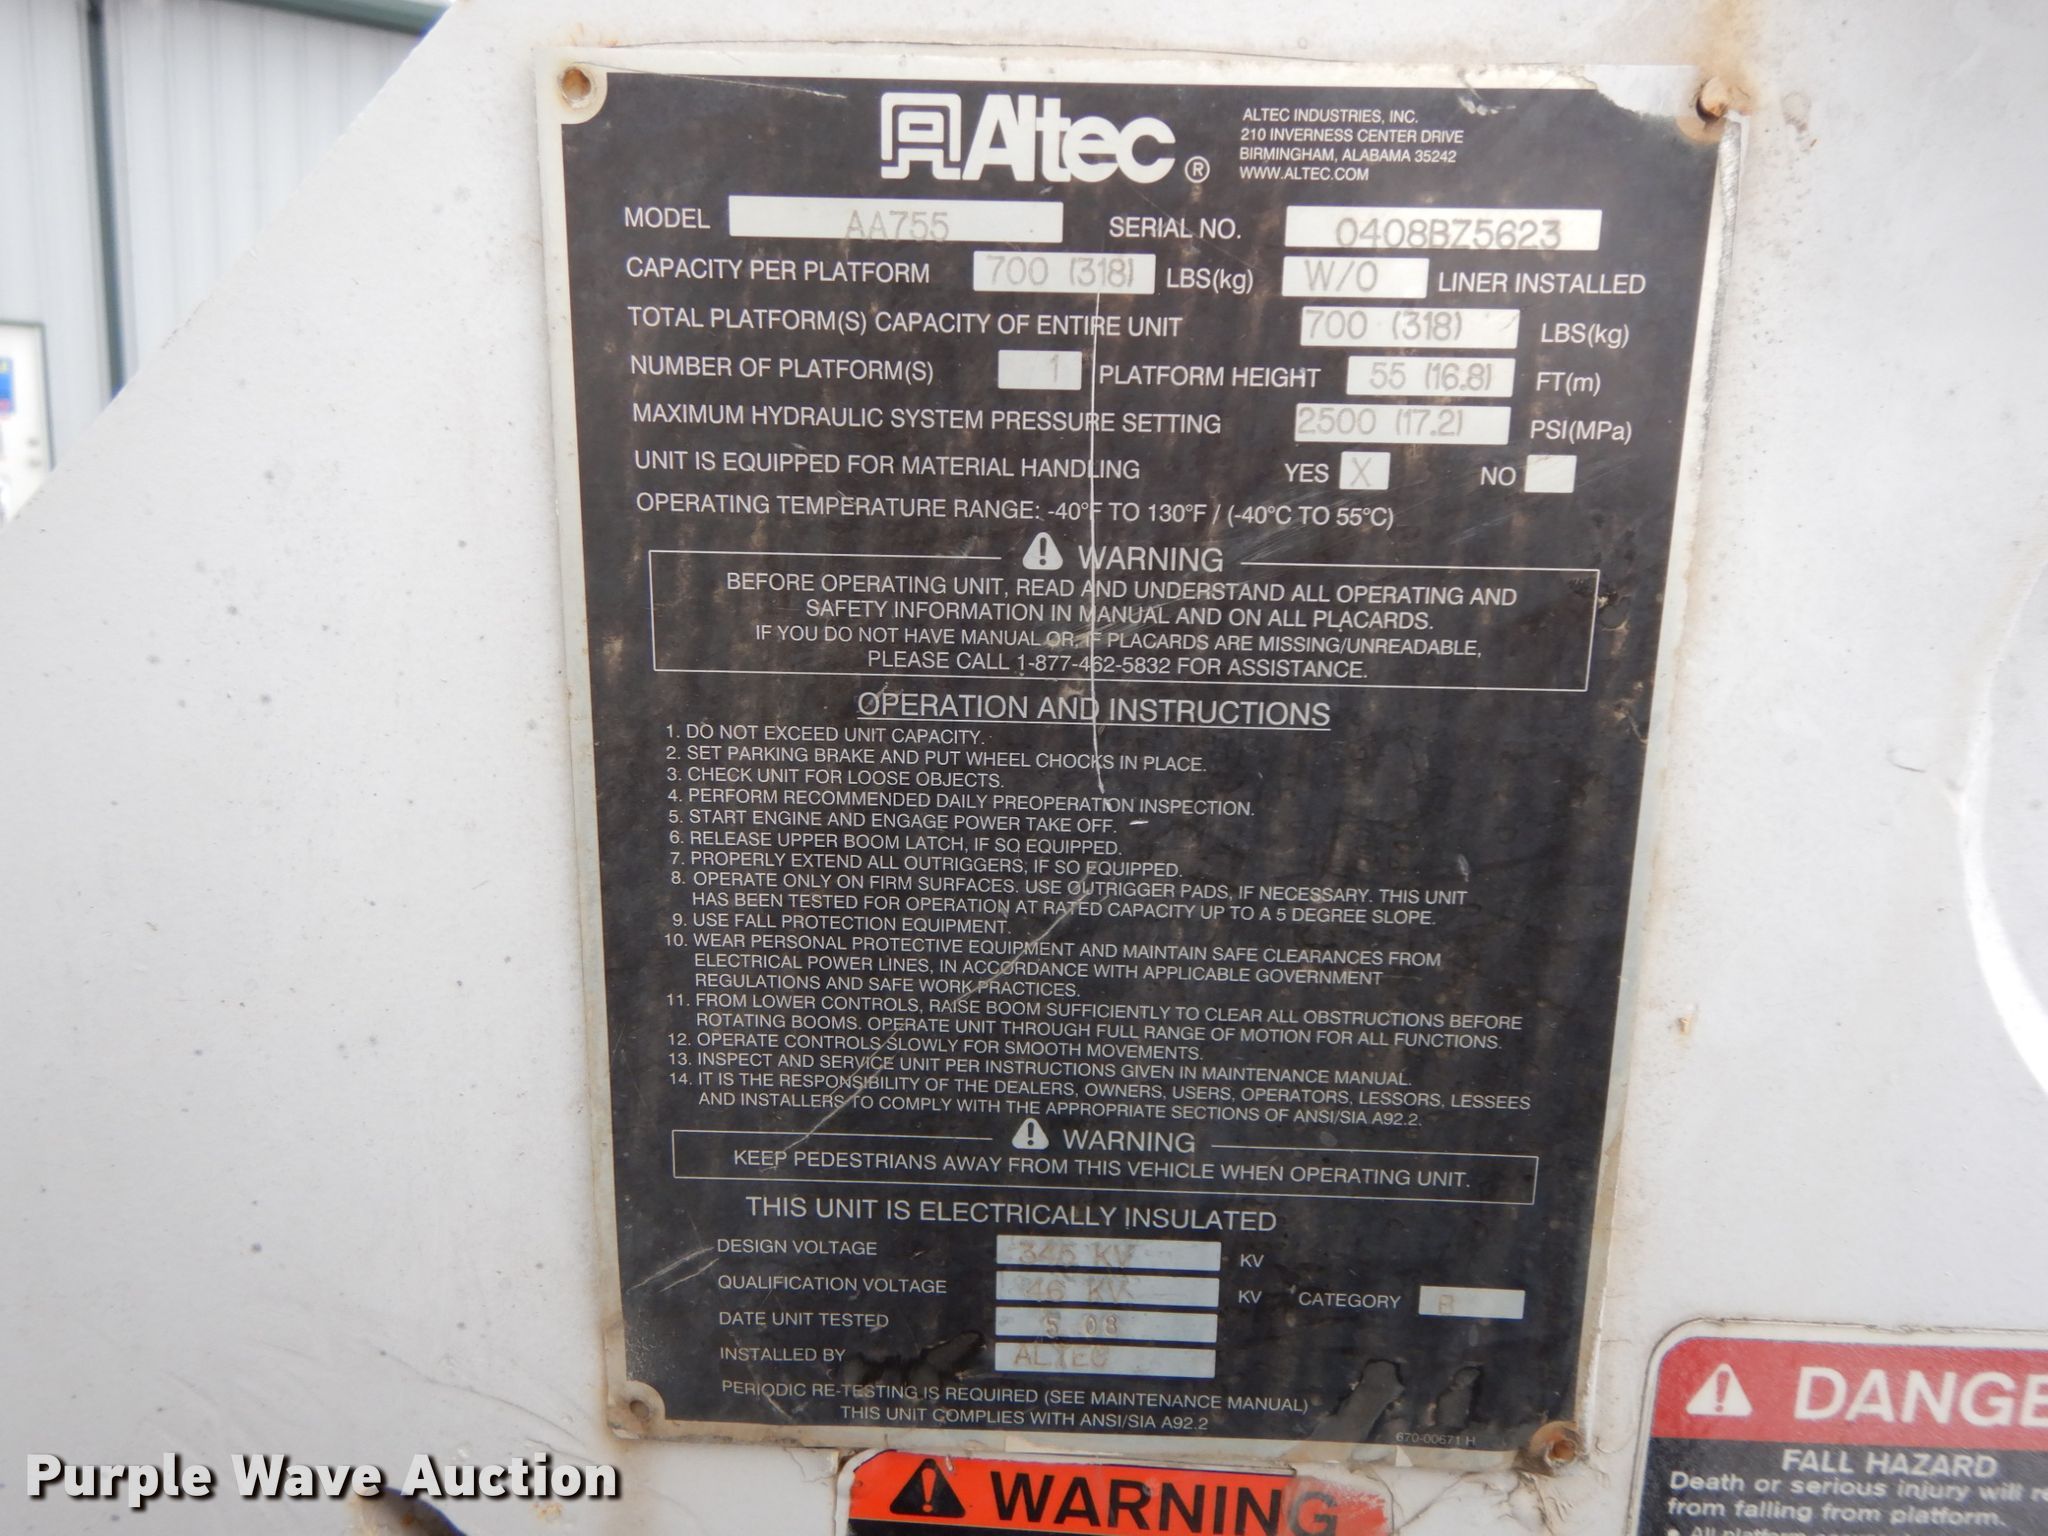 Altec®
ALTEC INDUSTRIES, INC.
210 INVERNESS CENTER DRIVE
BIRMINGHAM, ALABAMA 35242
WWW.ALTEC.COM
MODEL AA755 SERIAL NO. 0408BZ5623
CAPACITY PER PLATFORM 700 (318) LBS(kg) W/O LINER INSTALLED
TOTAL PLATFORM(S) CAPACITY OF ENTIRE UNIT 700 (318) LBS(kg)
NUMBER OF PLATFORM(S) 1 PLATFORM HEIGHT 55 (16.8) FT(m)
MAXIMUM HYDRAULIC SYSTEM PRESSURE SETTING 2500 (17.2) PSI(MPa)
UNIT IS EQUIPPED FOR MATERIAL HANDLING YES X NO
OPERATING TEMPERATURE RANGE: -40°F TO 130°F / (-40°C TO 55°C)
WARNING
BEFORE OPERATING UNIT, READ AND UNDERSTAND ALL OPERATING AND
SAFETY INFORMATION IN MANUAL AND ON ALL PLACARDS.
IF YOU DO NOT HAVE MANUAL OR, IF PLACARDS ARE MISSING/UNREADABLE,
PLEASE CALL 1-877-462-5832 FOR ASSISTANCE.
OPERATION AND INSTRUCTIONS
1. DO NOT EXCEED UNIT CAPACITY.
2. SET PARKING BRAKE AND PUT WHEEL CHOCKS IN PLACE.
3. CHECK UNIT FOR LOOSE OBJECTS.
4. PERFORM RECOMMENDED DAILY PREOPERATION INSPECTION.
5. START ENGINE AND ENGAGE POWER TAKE OFF.
6. RELEASE UPPER BOOM LATCH, IF SO EQUIPPED.
7. PROPERLY EXTEND ALL OUTRIGGERS, IF SO EQUIPPED.
8. OPERATE ONLY ON FIRM SURFACES. USE OUTRIGGER PADS, IF NECESSARY. THIS UNIT
HAS BEEN TESTED FOR OPERATION AT RATED CAPACITY UP TO A 5 DEGREE SLOPE.
9. USE FALL PROTECTION EQUIPMENT.
10. WEAR PERSONAL PROTECTIVE EQUIPMENT AND MAINTAIN SAFE CLEARANCES FROM
ELECTRICAL POWER LINES, IN ACCORDANCE WITH APPLICABLE GOVERNMENT
REGULATIONS AND SAFE WORK PRACTICES.
11. FROM LOWER CONTROLS, RAISE BOOM SUFFICIENTLY TO CLEAR ALL OBSTRUCTIONS BEFORE
ROTATING BOOMS. OPERATE UNIT THROUGH FULL RANGE OF MOTION FOR ALL FUNCTIONS.
12. OPERATE CONTROLS SLOWLY FOR SMOOTH MOVEMENTS.
13. INSPECT AND SERVICE UNIT PER INSTRUCTIONS GIVEN IN MAINTENANCE MANUAL.
14. IT IS THE RESPONSIBILITY OF THE DEALERS, OWNERS, USERS, OPERATORS, LESSORS, LESSEES
AND INSTALLERS TO COMPLY WITH THE APPROPRIATE SECTIONS OF ANSI/SIA A92.2.
WARNING
KEEP PEDESTRIANS AWAY FROM THIS VEHICLE WHEN OPERATING UNIT.
THIS UNIT IS ELECTRICALLY INSULATED
DESIGN VOLTAGE 345 KV KV
QUALIFICATION VOLTAGE 46 KV KV CATEGORY B
DATE UNIT TESTED 5 08
INSTALLED BY ALTEC
PERIODIC RE-TESTING IS REQUIRED (SEE MAINTENANCE MANUAL)
THIS UNIT COMPLIES WITH ANSI/SIA A92.2
670-00671 H
WARNING
DANGE
FALL HAZARD
Death or serious injury will re
from falling from platform.
Purple Wave Auction